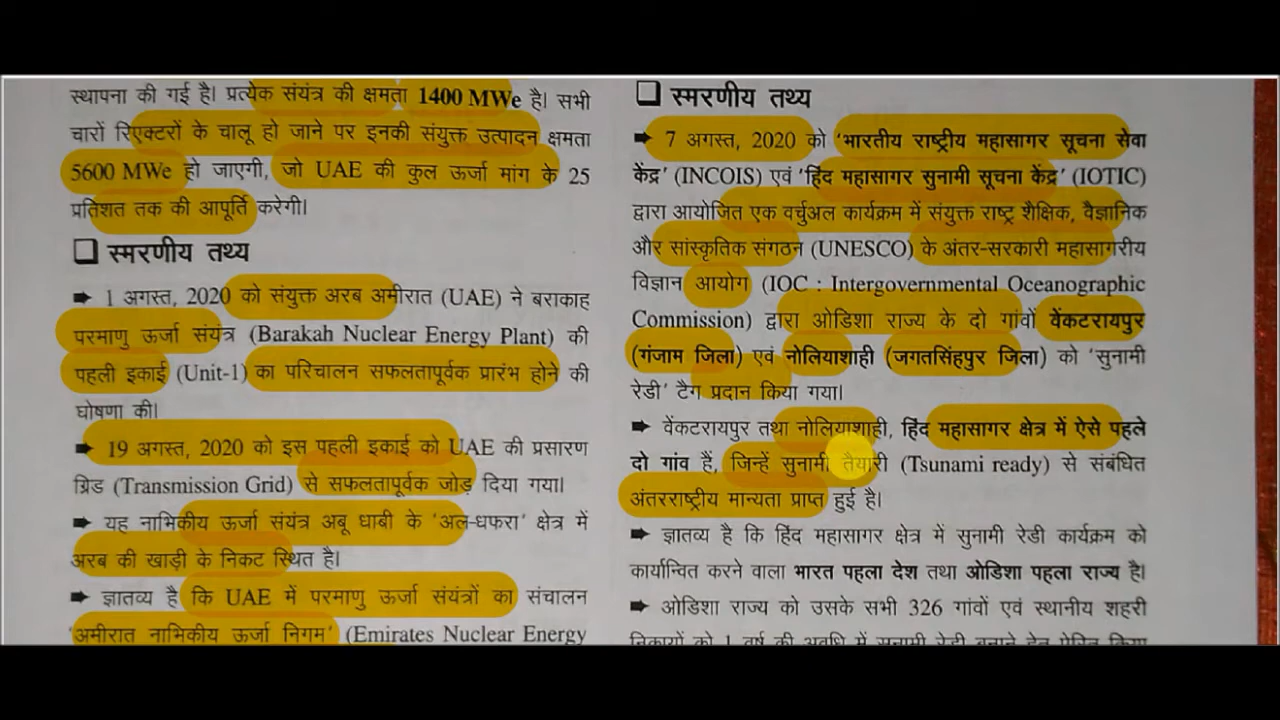 स्थापना की गई है। प्रत्येक संयंत्र की क्षमता 1400 MWe है। सभी
चारों रिएक्टरों के चालू हो जाने पर इनकी संयुक्त उत्पादन क्षमता
5600 MWe हो जाएगी, जो UAE की कुल ऊर्जा मांग के 25
प्रतिशत तक की आपूर्ति करेगी।
❑ स्मरणीय तथ्य
➨ 1 अगस्त, 2020 को संयुक्त अरब अमीरात (UAE) ने बराकाह
परमाणु ऊर्जा संयंत्र (Barakah Nuclear Energy Plant) की
पहली इकाई (Unit-1) का परिचालन सफलतापूर्वक प्रारंभ होने की
घोषणा की।
➨ 19 अगस्त, 2020 को इस पहली इकाई को UAE की प्रसारण
ग्रिड (Transmission Grid) से सफलतापूर्वक जोड़ दिया गया।
➨ यह नाभिकीय ऊर्जा संयंत्र अबू धाबी के 'अल-धफरा' क्षेत्र में
अरब की खाड़ी के निकट स्थित है।
➨ ज्ञातव्य है कि UAE में परमाणु ऊर्जा संयंत्रों का संचालन
'अमीरात नाभिकीय ऊर्जा निगम' (Emirates Nuclear Energy
❑ स्मरणीय तथ्य
➨ 7 अगस्त, 2020 को 'भारतीय राष्ट्रीय महासागर सूचना सेवा
केंद्र' (INCOIS) एवं 'हिंद महासागर सुनामी सूचना केंद्र' (IOTIC)
द्वारा आयोजित एक वर्चुअल कार्यक्रम में संयुक्त राष्ट्र शैक्षिक, वैज्ञानिक
और सांस्कृतिक संगठन (UNESCO) के अंतर-सरकारी महासागरीय
विज्ञान आयोग (IOC : Intergovernmental Oceanographic
Commission) द्वारा ओडिशा राज्य के दो गांवों वेंकटरायपुर
(गंजाम जिला) एवं नोलियाशाही (जगतसिंहपुर जिला) को 'सुनामी
रेडी' टैग प्रदान किया गया।
➨ वेंकटरायपुर तथा नोलियाशाही, हिंद महासागर क्षेत्र में ऐसे पहले
दो गांव हैं, जिन्हें सुनामी तैयारी (Tsunami ready) से संबंधित
अंतरराष्ट्रीय मान्यता प्राप्त हुई है।
➨ ज्ञातव्य है कि हिंद महासागर क्षेत्र में सुनामी रेडी कार्यक्रम को
कार्यान्वित करने वाला भारत पहला देश तथा ओडिशा पहला राज्य है।
➨ ओडिशा राज्य को उसके सभी 326 गांवों एवं स्थानीय शहरी
निकायों को 1 वर्ष की अवधि में सुनामी रेडी बनाने हेतु प्रेरित किया